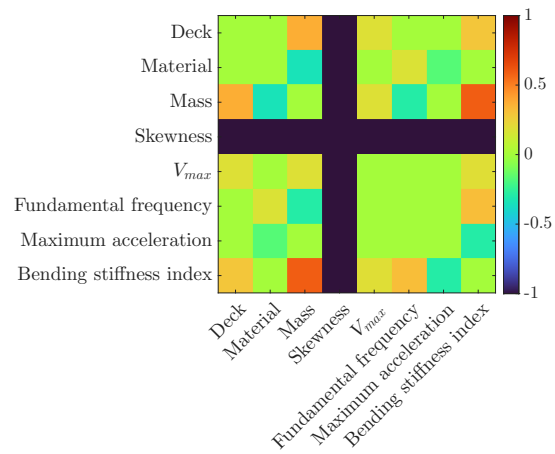 Deck
Material
Mass
Skewness
V_max
Fundamental frequency
Maximum acceleration
Bending stiffness index
Deck
Material
Mass
Skewness
V_max
Fundamental frequency
Maximum acceleration
Bending stiffness index
1
0.5
0
-0.5
-1